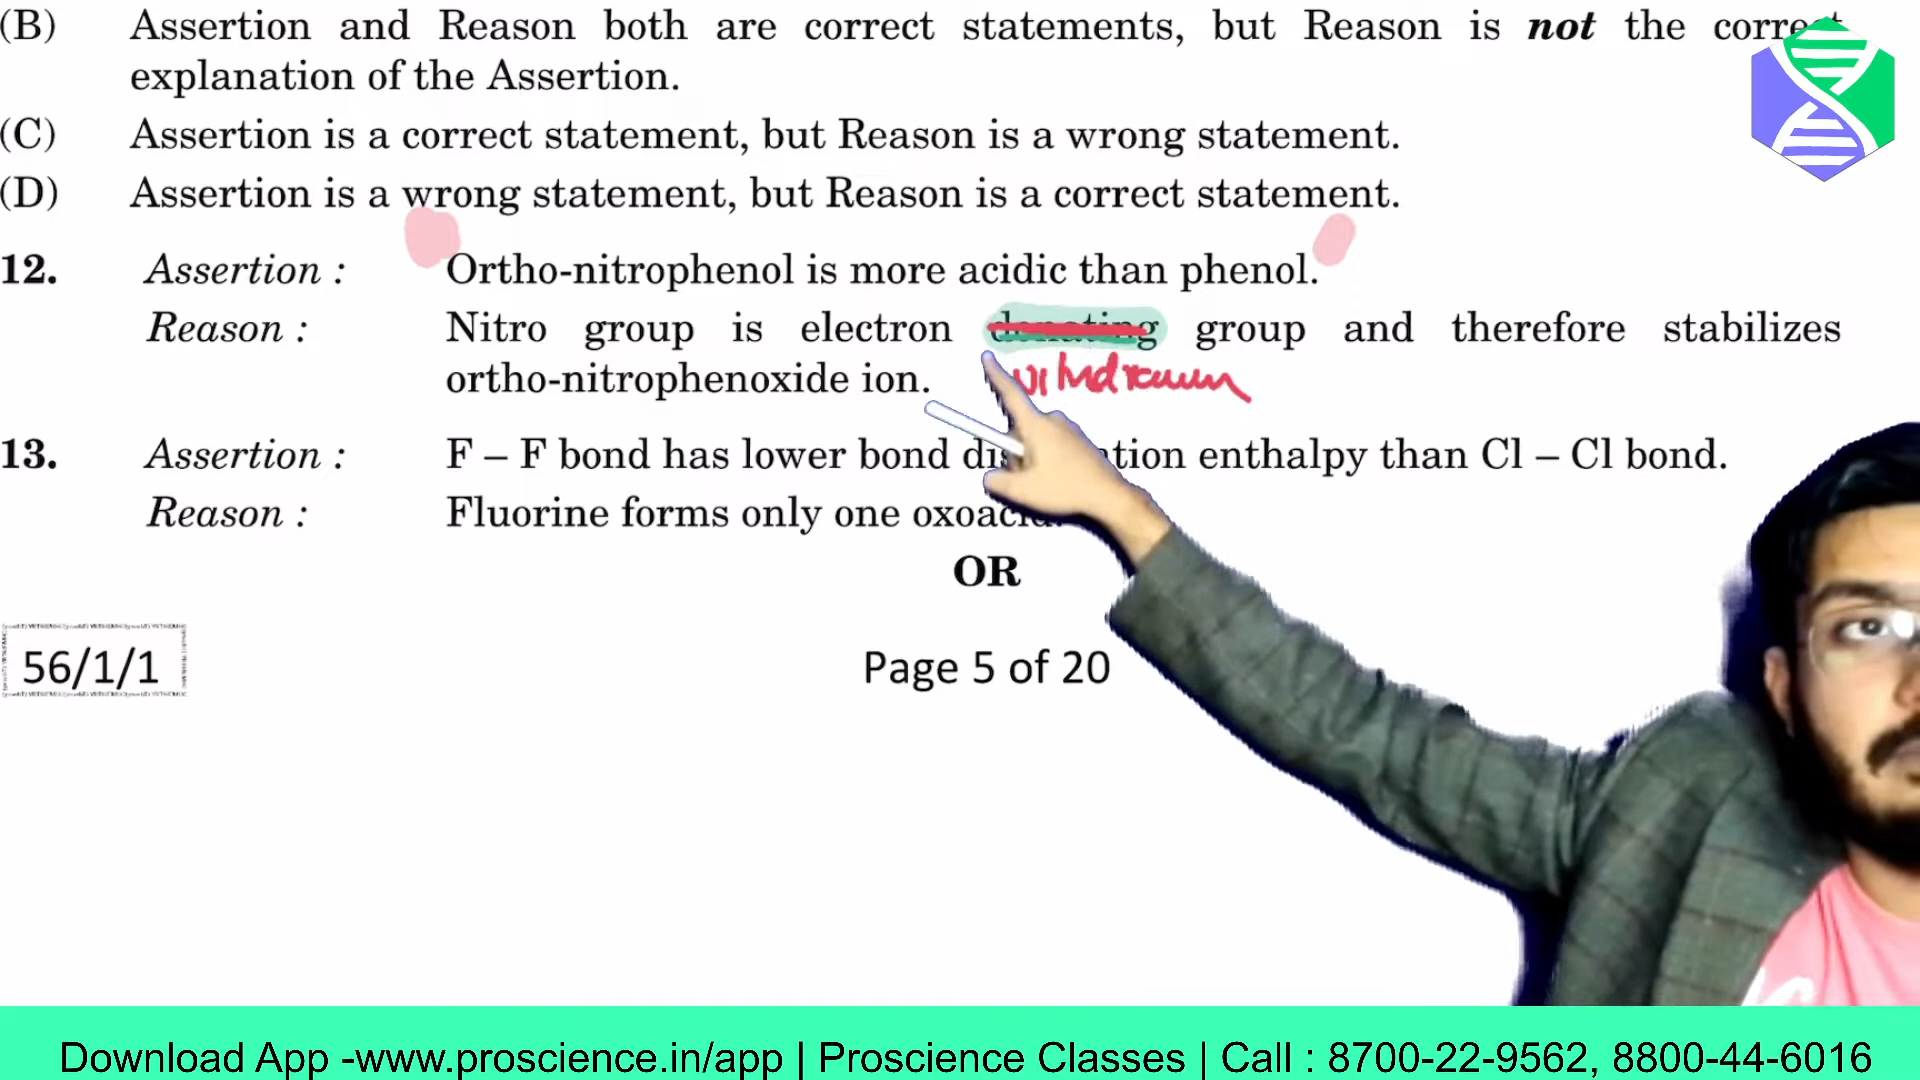 (B) Assertion and Reason both are correct statements, but Reason is not the correct
explanation of the Assertion.
(C) Assertion is a correct statement, but Reason is a wrong statement.
(D) Assertion is a wrong statement, but Reason is a correct statement.
12. Assertion : Ortho-nitrophenol is more acidic than phenol.
Reason : Nitro group is electron donating group and therefore stabilizes
ortho-nitrophenoxide ion.
13. Assertion : F – F bond has lower bond enthalpy than Cl – Cl bond.
Reason : Fluorine forms only one
OR
56/1/1
Page 5 of 20
Download App -www.proscience.in/app | Proscience Classes | Call : 8700-22-9562, 8800-44-6016